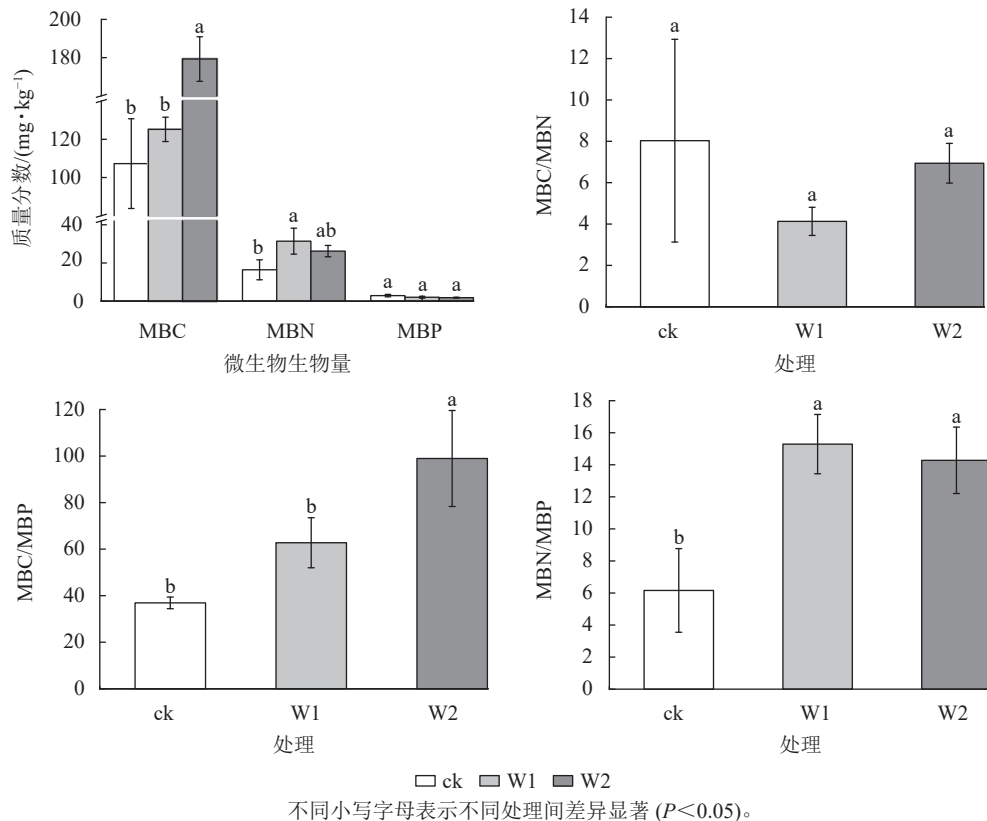 200
180
120
100
40
20
0
质量分数/(mg·kg⁻¹)
b b a
b a ab
a a a
MBC MBN MBP
微生物生物量
14
12
10
8
6
4
2
0
MBC/MBN
a a a
ck W1 W2
处理
120
100
80
60
40
20
0
MBC/MBP
b b a
ck W1 W2
处理
18
16
14
12
10
8
6
4
2
0
MBN/MBP
b a a
ck W1 W2
处理
ck W1 W2
不同小写字母表示不同处理间差异显著 (P＜0.05)。